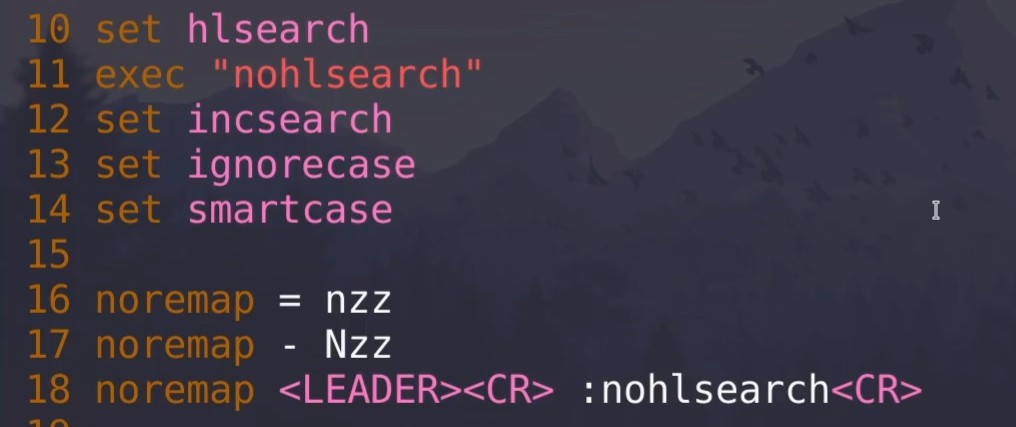 10 set hlsearch
11 exec "nohlsearch"
12 set incsearch
13 set ignorecase
14 set smartcase
15
16 noremap = nzz
17 noremap - Nzz
18 noremap <LEADER><CR> :nohlsearch<CR>